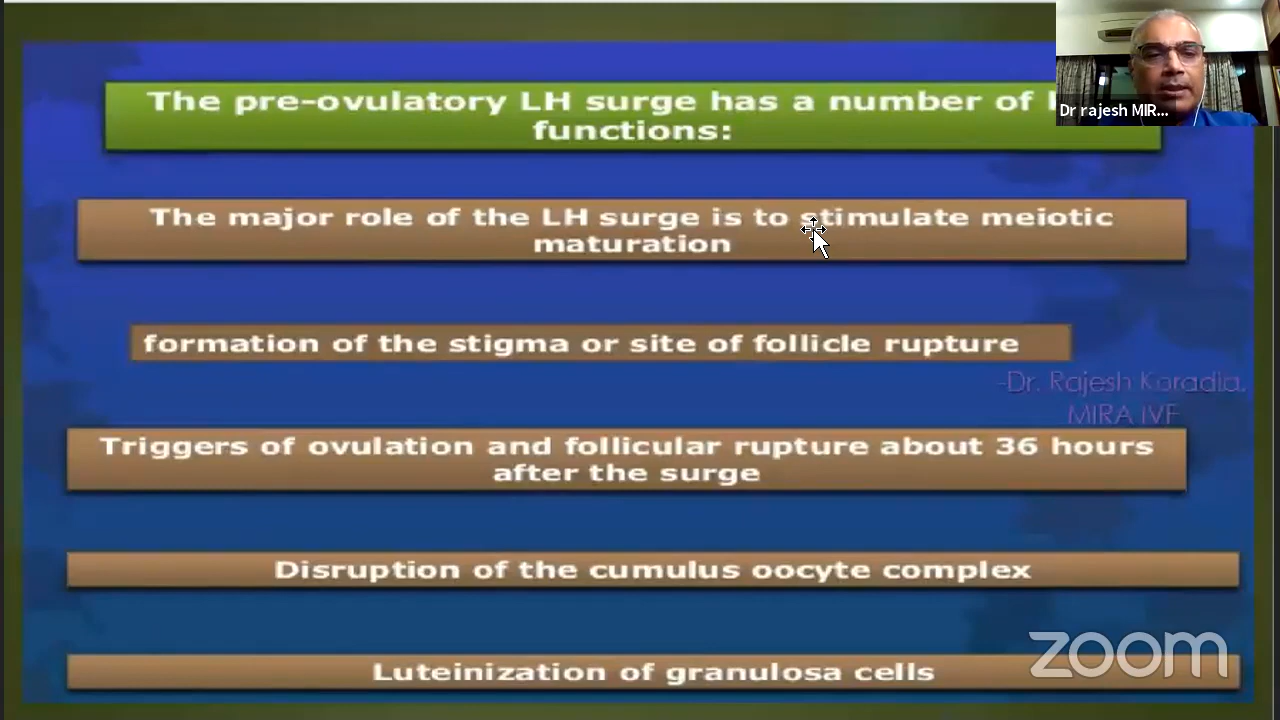 The pre-ovulatory LH surge has a number of
functions:
Dr rajesh MIR...
The major role of the LH surge is to stimulate meiotic
maturation
formation of the stigma or site of follicle rupture
-Dr. Rajesh Koradia.
MIRA IVF
Triggers of ovulation and follicular rupture about 36 hours
after the surge
Disruption of the cumulus oocyte complex
zoom
Luteinization of granulosa cells